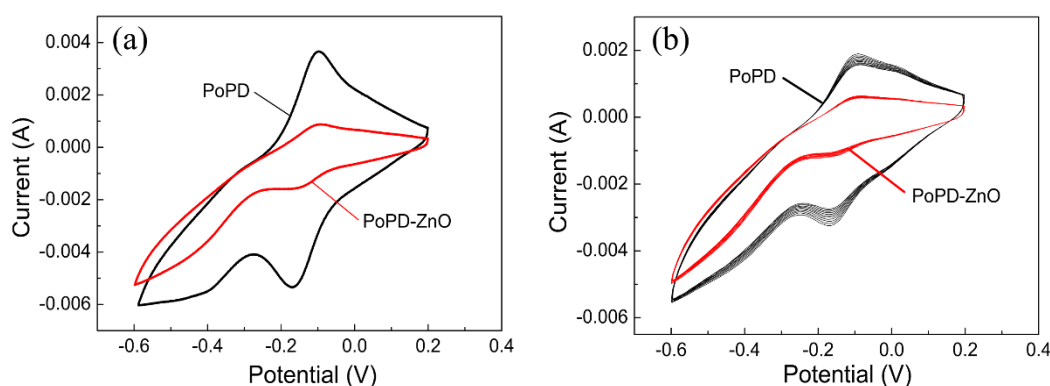 (a)
0.004
0.002
0.000
-0.002
-0.004
-0.006
Current (A)
PoPD
PoPD-ZnO
-0.6 -0.4 -0.2 0.0 0.2 0.4
Potential (V)
(b)
0.002
0.000
-0.002
-0.004
-0.006
Current (A)
PoPD
PoPD-ZnO
-0.6 -0.4 -0.2 0.0 0.2 0.4
Potential (V)